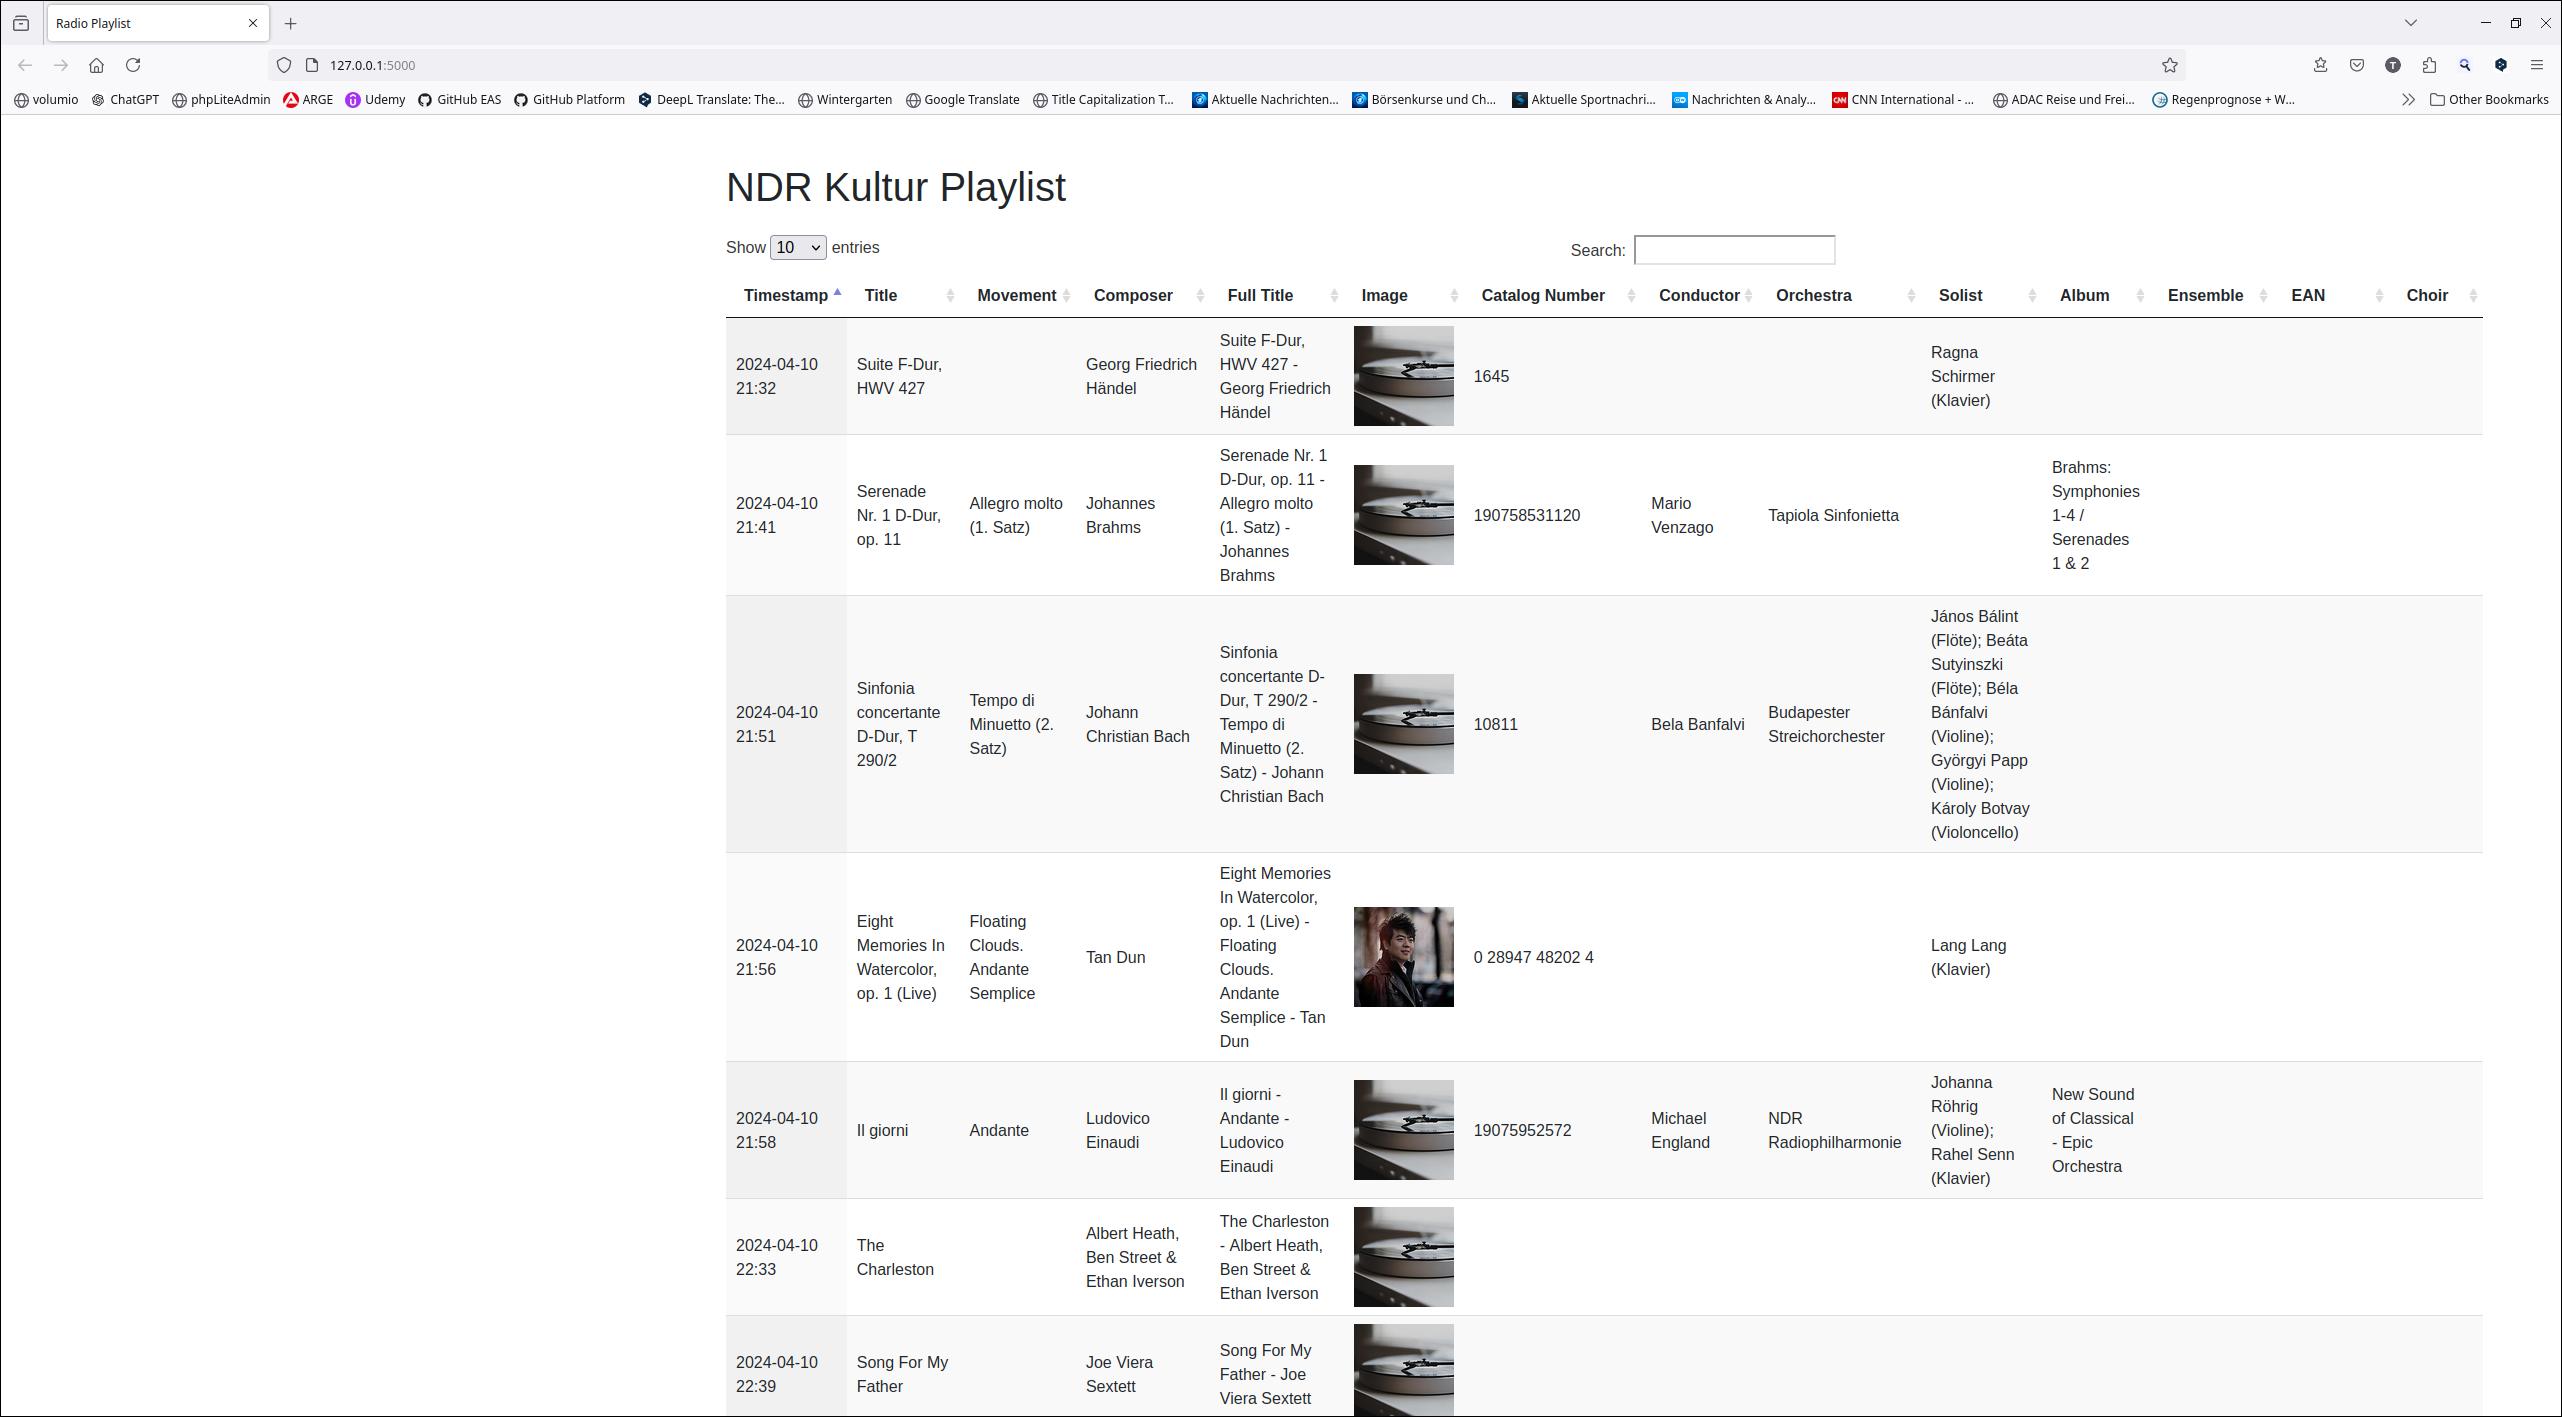 Radio Playlist
127.0.0.1:5000
volumio ChatGPT phpLiteAdmin ARGE Udemy GitHub EAS GitHub Platform DeepL Translate: The... Wintergarten Google Translate Title Capitalization T... Aktuelle Nachrichten... Börsenkurse und Ch... Aktuelle Sportnachri... Nachrichten & Analy... CNN International - ... ADAC Reise und Frei... Regenprognose + W... Other Bookmarks
NDR Kultur Playlist
Show 10 entries Search:
Timestamp Title Movement Composer Full Title Image Catalog Number Conductor Orchestra Solist Album Ensemble EAN Choir
2024-04-10
21:32
Suite F-Dur,
HWV 427
Georg Friedrich
Händel
Suite F-Dur,
HWV 427 -
Georg Friedrich
Händel
1645
Ragna
Schirmer
(Klavier)
2024-04-10
21:41
Serenade
Nr. 1 D-Dur,
op. 11
Allegro molto
(1. Satz)
Johannes
Brahms
Serenade Nr. 1
D-Dur, op. 11 -
Allegro molto
(1. Satz) -
Johannes
Brahms
190758531120
Mario
Venzago
Tapiola Sinfonietta
Brahms:
Symphonies
1-4 /
Serenades
1 & 2
2024-04-10
21:51
Sinfonia
concertante
D-Dur, T
290/2
Tempo di
Minuetto (2.
Satz)
Johann
Christian Bach
Sinfonia
concertante D-
Dur, T 290/2 -
Tempo di
Minuetto (2.
Satz) - Johann
Christian Bach
10811
Bela Banfalvi
Budapester
Streichorchester
János Bálint
(Flöte); Beáta
Sutyinszki
(Flöte); Béla
Bánfalvi
(Violine);
Györgyi Papp
(Violine);
Károly Botvay
(Violoncello)
2024-04-10
21:56
Eight
Memories In
Watercolor,
op. 1 (Live)
Floating
Clouds.
Andante
Semplice
Tan Dun
Eight Memories
In Watercolor,
op. 1 (Live) -
Floating
Clouds.
Andante
Semplice - Tan
Dun
0 28947 48202 4
Lang Lang
(Klavier)
2024-04-10
21:58
Il giorni
Andante
Ludovico
Einaudi
Il giorni -
Andante -
Ludovico
Einaudi
19075952572
Michael
England
NDR
Radiophilharmonie
Johanna
Röhrig
(Violine);
Rahel Senn
(Klavier)
New Sound
of Classical
- Epic
Orchestra
2024-04-10
22:33
The
Charleston
Albert Heath,
Ben Street &
Ethan Iverson
The Charleston
- Albert Heath,
Ben Street &
Ethan Iverson
2024-04-10
22:39
Song For My
Father
Joe Viera
Sextett
Song For My
Father - Joe
Viera Sextett